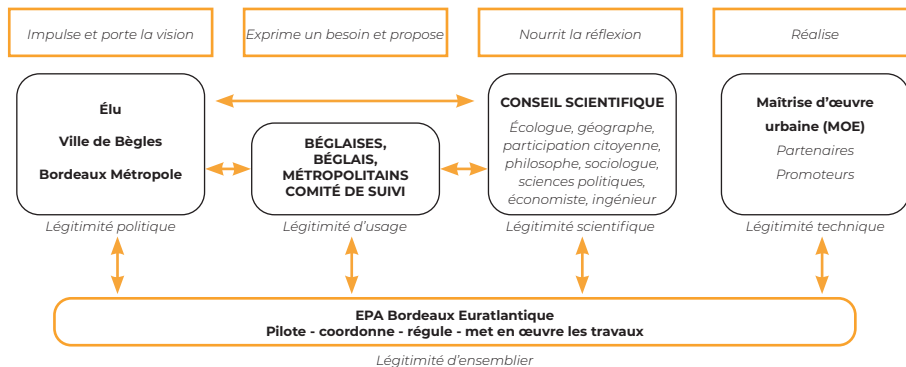 Impulse et porte la vision
Exprime un besoin et propose
Nourrit la réflexion
Réalise
Élu
Ville de Bègles
Bordeaux Métropole
Légitimité politique
BÉGLAISES,
BÉGLAIS,
MÉTROPOLITAINS
COMITÉ DE SUIVI
Légitimité d'usage
CONSEIL SCIENTIFIQUE
Écologue, géographe,
participation citoyenne,
philosophe, sociologue,
sciences politiques,
économiste, ingénieur
Légitimité scientifique
Maîtrise d'œuvre
urbaine (MOE)
Partenaires
Promoteurs
Légitimité technique
EPA Bordeaux Euratlantique
Pilote - coordonne - régule - met en œuvre les travaux
Légitimité d'ensemblier